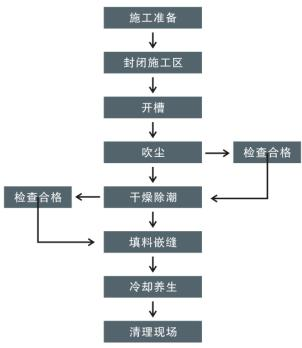 施工准备
封闭施工区
开槽
吹尘
检查合格
检查合格
干燥除潮
填料嵌缝
冷却养生
清理现场